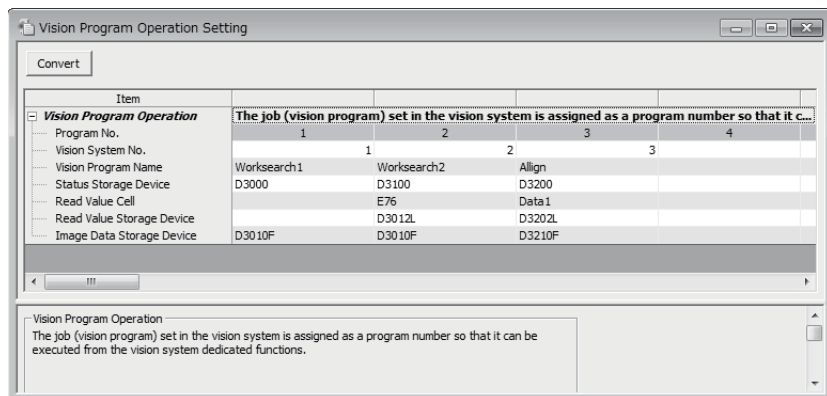 Vision Program Operation Setting
Convert
Item
Vision Program Operation The job (vision program) set in the vision system is assigned as a program number so that it c...
Program No. 1 2 3 4
Vision System No. 1 2 3
Vision Program Name Worksearch1 Worksearch2 Allign
Status Storage Device D3000 D3100 D3200
Read Value Cell E76 Data1
Read Value Storage Device D3012L D3202L
Image Data Storage Device D3010F D3010F D3210F
Vision Program Operation
The job (vision program) set in the vision system is assigned as a program number so that it can be
executed from the vision system dedicated functions.